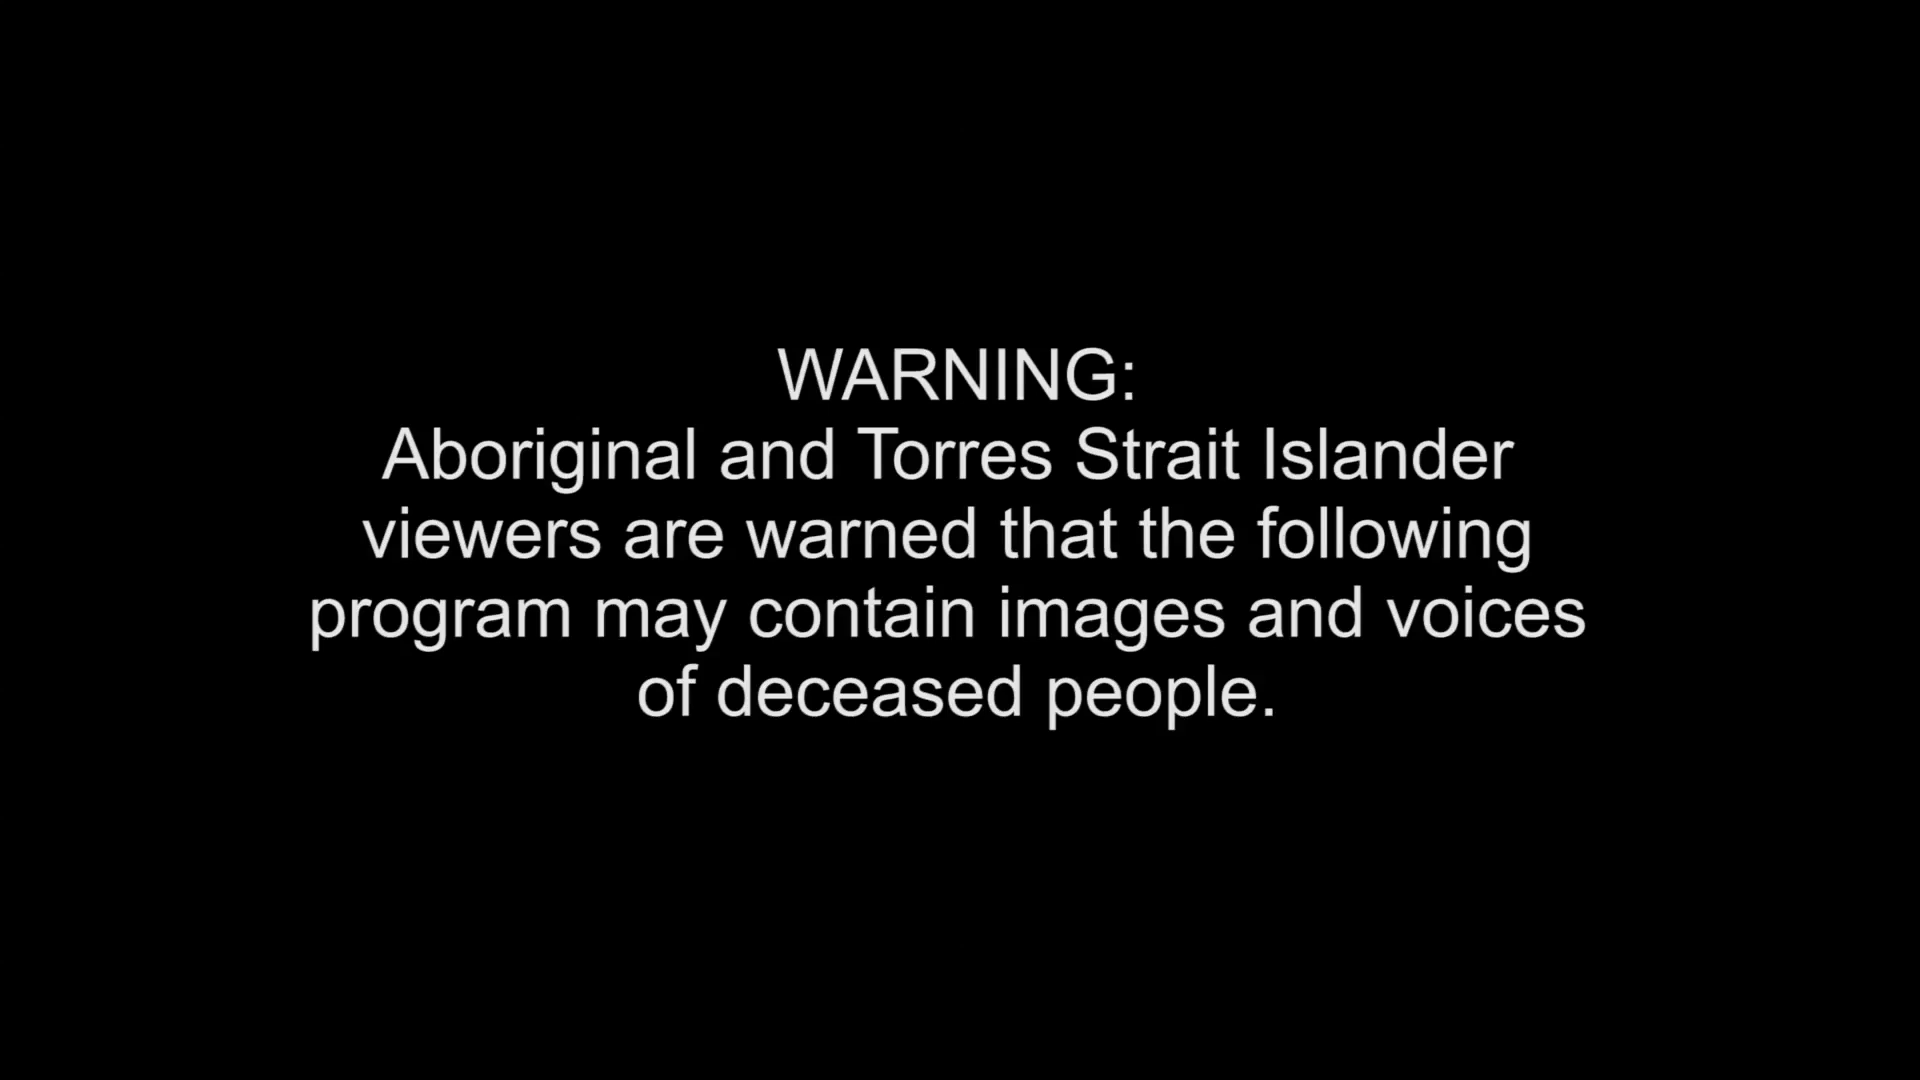 WARNING:
Aboriginal and Torres Strait Islander
viewers are warned that the following
program may contain images and voices
of deceased people.